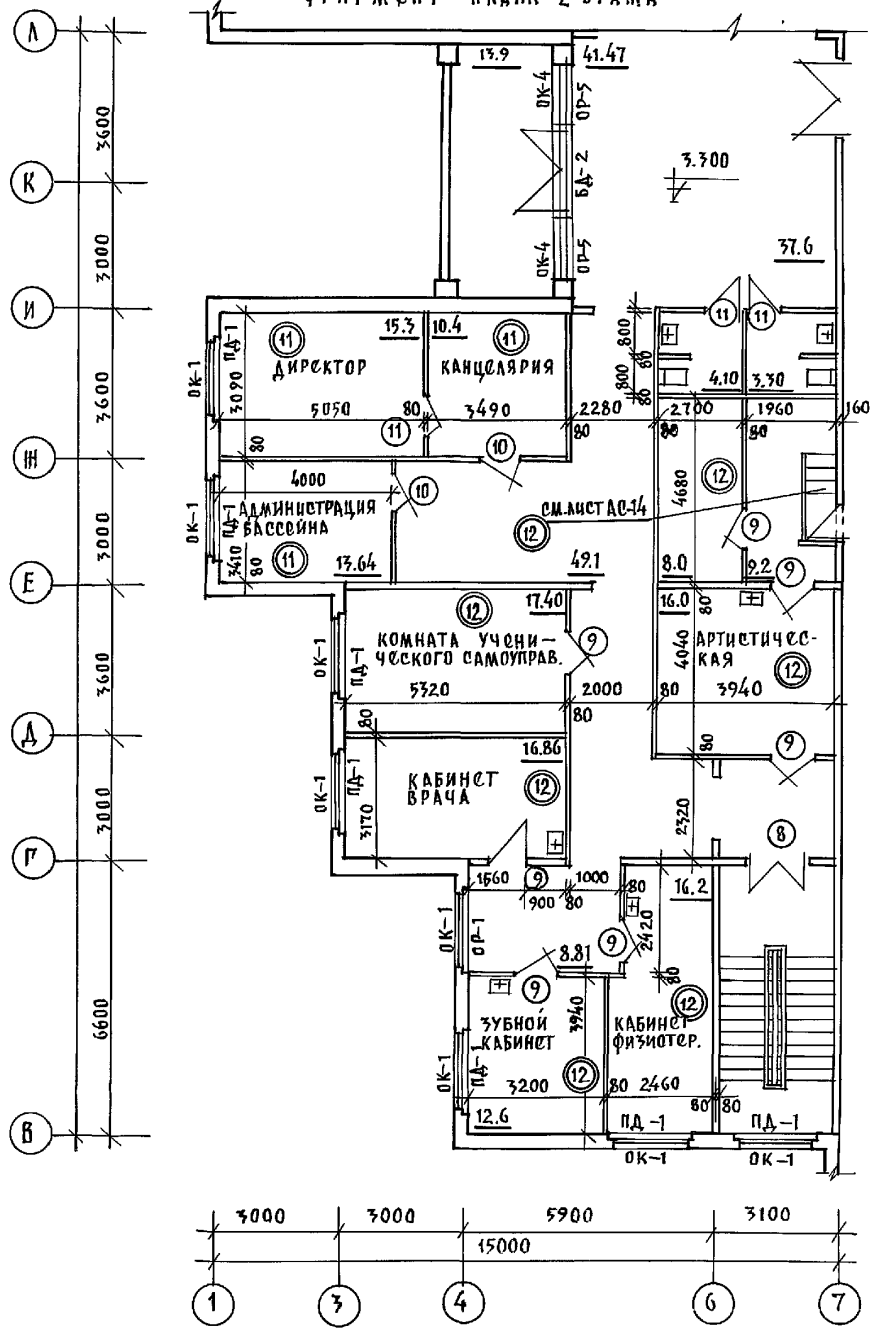 ФРАГМЕНТ ПЛАНА 2 ЭТАЖА
Л
13.9
41.47
ОК-4
ОР-5
3600
К
БД-2
3.300
3000
ОК-4
ОР-5
37.6
И
11
11
ОК-1
ПД-1
11
15.3
10.4
11
800
ДИРЕКТОР
КАНЦЕЛЯРИЯ
80
3600
3090
800
4.10
3.30
80
5050
80
3490
2280
2700
1960
160
11
80
80
80
Ж
80
10
4000
10
12
4680
АДМИНИСТРАЦИЯ
БАССЕЙНА
СМ.ЛИСТ АС-14
3000
ОК-1
ПД-1
12
9
3410
80
11
13.64
49.1
8.0
9.2
9
Е
12
17.40
80
16.0
КОМНАТА УЧЕНИ-
ЧЕСКОГО САМОУПРАВ.
9
АРТИСТИЧЕС-
КАЯ
3600
ОК-1
ПД-1
4040
12
5320
2000
80
3940
80
80
Д
80
9
16.86
КАБИНЕТ
ВРАЧА
12
3000
ОК-1
ПД-1
3170
2320
8
Г
1560
9
1000
80
16.2
900
80
ОК-1
ОР-1
9
2420
8.81
80
9
ЗУБНОЙ
КАБИНЕТ
3940
КАБИНЕТ
ФИЗИОТЕР.
12
6600
ОК-1
ПД-1
12
3200
80
2460
80
80
12.6
ПД-1
ПД-1
В
ОК-1
ОК-1
3000
3000
5900
3100
15000
1
3
4
6
7